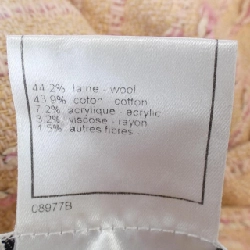 44.2% laine - wool
43.9% coton - cotton
7.2% acrylique - acrylic
3.2% viscose - rayon
1.5% autres fibres
C8977B